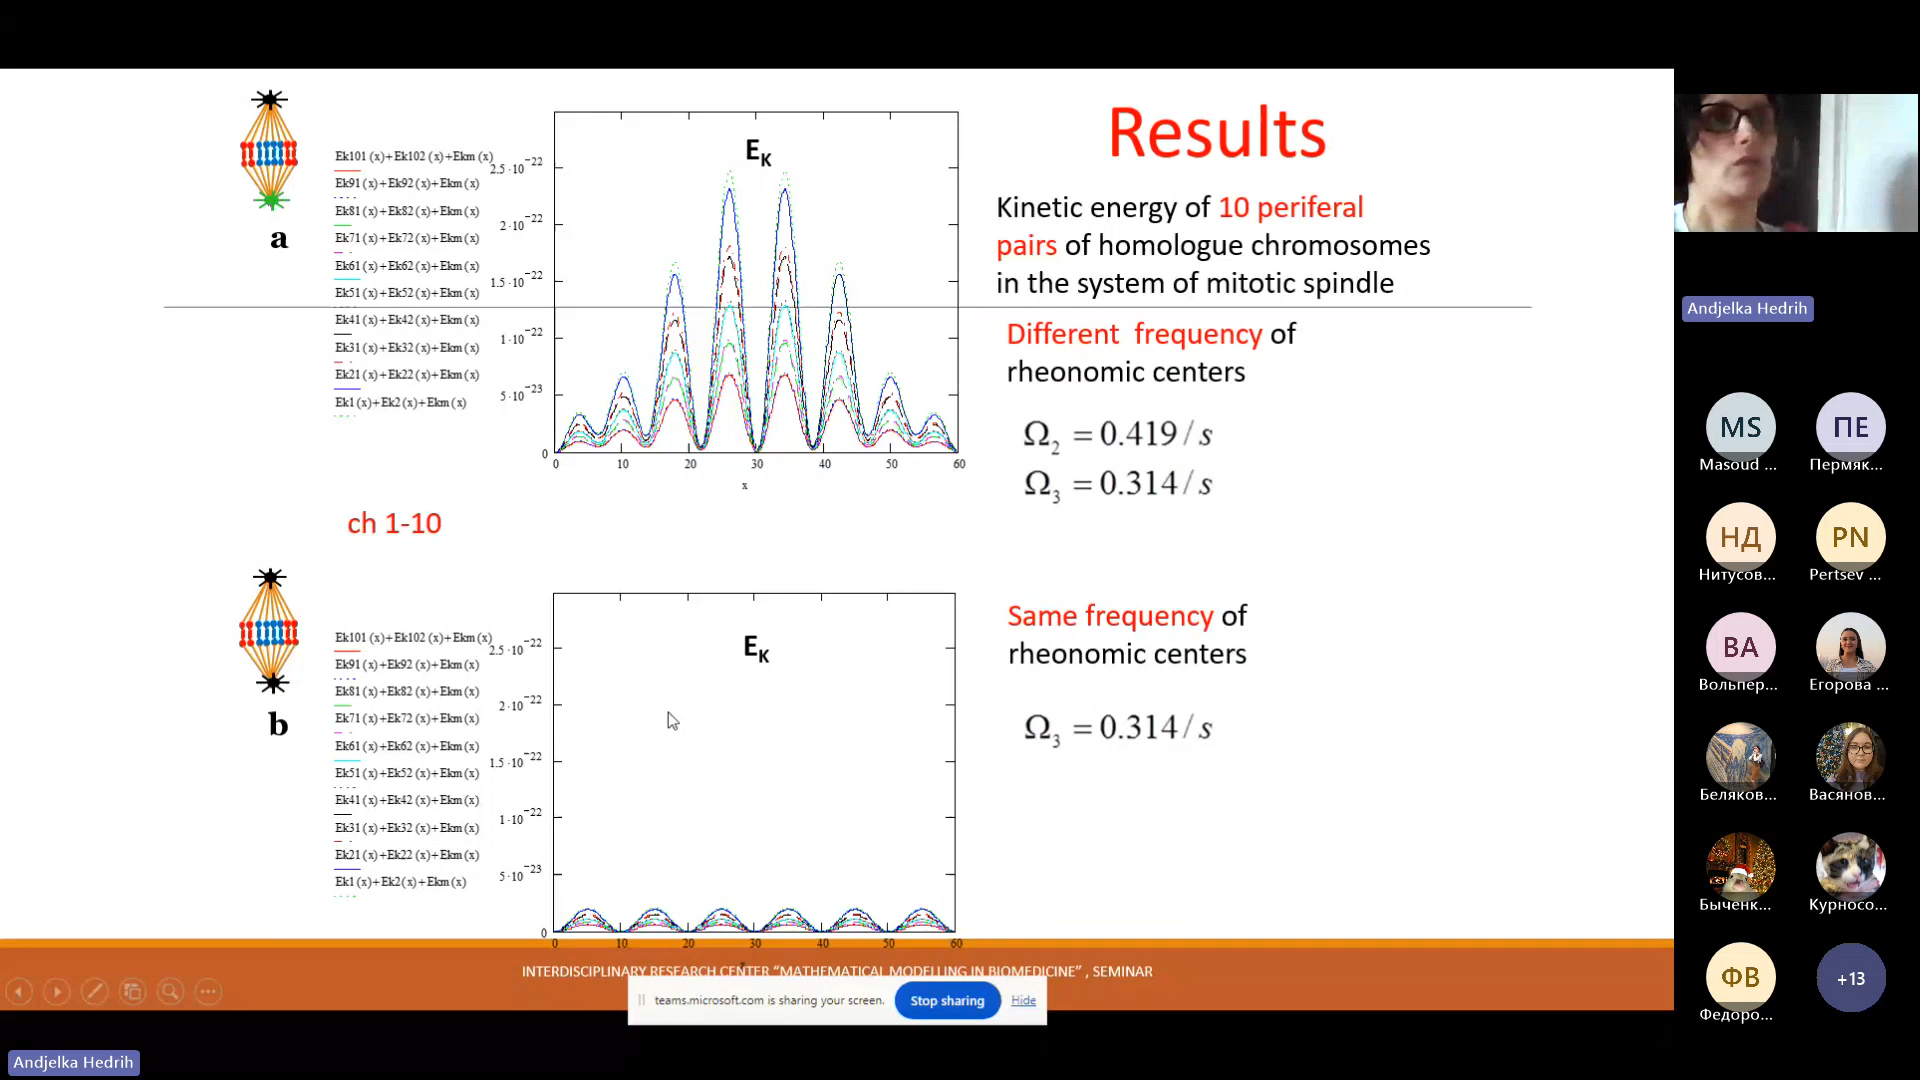 Results
a
Ek101 (x)+Ek102 (x)+Ekm (x)
Ek91 (x)+Ek92 (x)+Ekm (x)
Ek81 (x)+Ek82 (x)+Ekm (x)
Ek71 (x)+Ek72 (x)+Ekm (x)
Ek61 (x)+Ek62 (x)+Ekm (x)
Ek51 (x)+Ek52 (x)+Ekm (x)
Ek41 (x)+Ek42 (x)+Ekm (x)
Ek31 (x)+Ek32 (x)+Ekm (x)
Ek21 (x)+Ek22 (x)+Ekm (x)
Ek1 (x)+Ek2 (x)+Ekm (x)
E_K
2.5·10^-22
2·10^-22
1.5·10^-22
1·10^-22
5·10^-23
0
0 10 20 30 40 50 60
x
Kinetic energy of 10 periferal
pairs of homologue chromosomes
in the system of mitotic spindle
Different frequency of
rheonomic centers
Ω₂ = 0.419 / s
Ω₃ = 0.314 / s
ch 1-10
b
Ek101 (x)+Ek102 (x)+Ekm (x)
Ek91 (x)+Ek92 (x)+Ekm (x)
Ek81 (x)+Ek82 (x)+Ekm (x)
Ek71 (x)+Ek72 (x)+Ekm (x)
Ek61 (x)+Ek62 (x)+Ekm (x)
Ek51 (x)+Ek52 (x)+Ekm (x)
Ek41 (x)+Ek42 (x)+Ekm (x)
Ek31 (x)+Ek32 (x)+Ekm (x)
Ek21 (x)+Ek22 (x)+Ekm (x)
Ek1 (x)+Ek2 (x)+Ekm (x)
E_K
2.5·10^-22
2·10^-22
1.5·10^-22
1·10^-22
5·10^-23
0
0 10 20 30 40 50 60
Same frequency of
rheonomic centers
Ω₃ = 0.314 / s
INTERDISCIPLINARY RESEARCH CENTER “MATHEMATICAL MODELLING IN BIOMEDICINE” , SEMINAR
teams.microsoft.com is sharing your screen.
Stop sharing
Hide
Andjelka Hedrih
Andjelka Hedrih
MS
Masoud ...
ПЕ
Пермяк...
НД
Нитусов...
PN
Pertsev ...
ВА
Вольпер...
Егорова ...
Беляков...
Васянов...
Быченк...
Курносо...
ФВ
Федоро...
+13